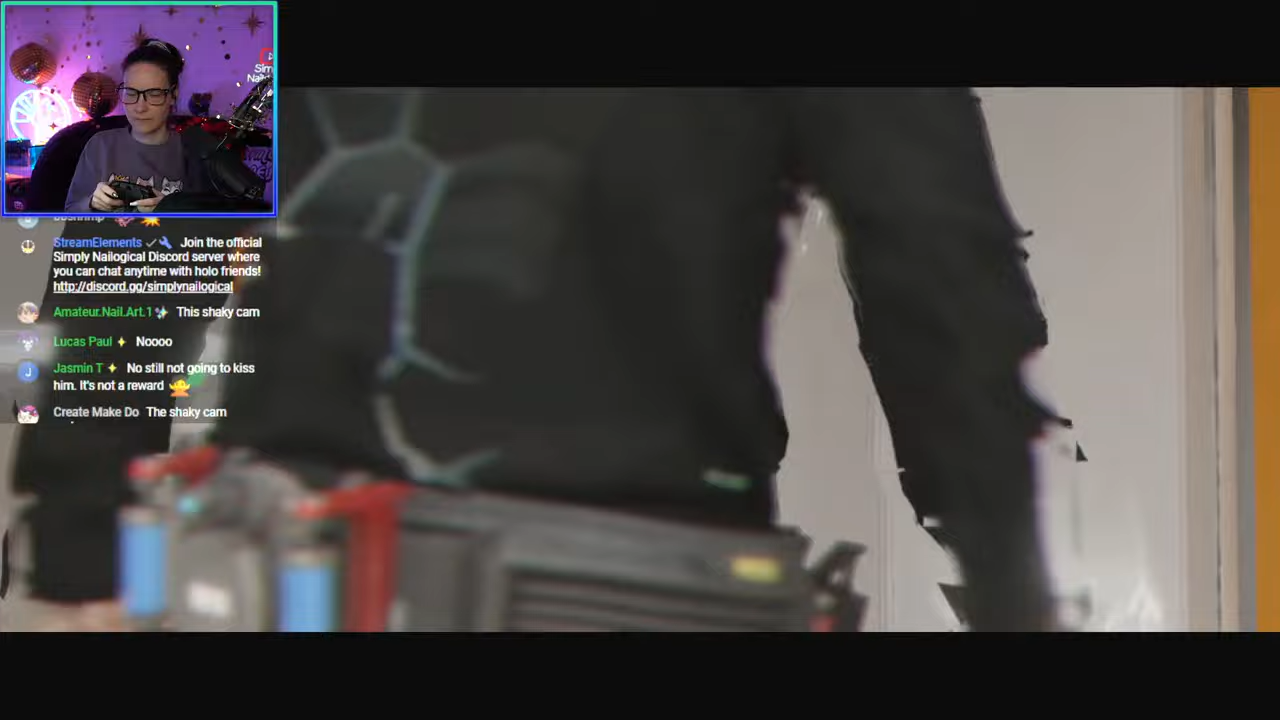 Sim
Nail
StreamElements Join the official
Simply Nailogical Discord server where
you can chat anytime with holo friends!
http://discord.gg/simplynailogical
Amateur.Nail.Art.1 This shaky cam
Lucas Paul Noooo
J
Jasmin T No still not going to kiss
him. It's not a reward
Create Make Do The shaky cam